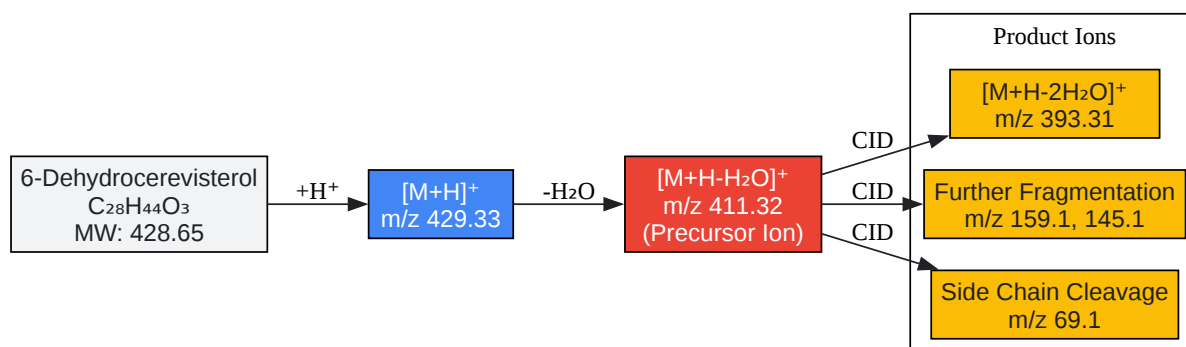 6-Dehydrocerevisterol
C₂₈H₄₄O₃
MW: 428.65
+H⁺
[M+H]⁺
m/z 429.33
-H₂O
[M+H-H₂O]⁺
m/z 411.32
(Precursor Ion)
CID
CID
CID
Product Ions
[M+H-2H₂O]⁺
m/z 393.31
Further Fragmentation
m/z 159.1, 145.1
Side Chain Cleavage
m/z 69.1